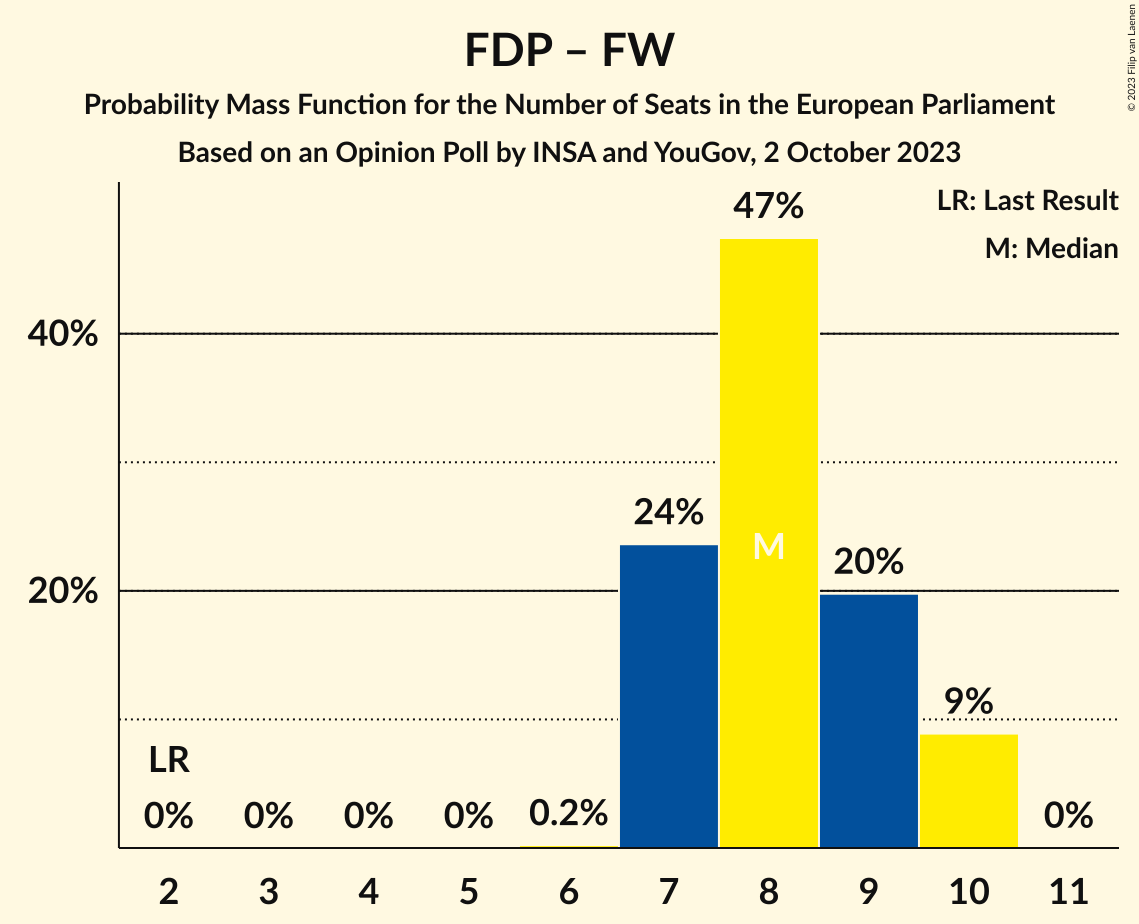 FDP – FW
Probability Mass Function for the Number of Seats in the European Parliament
Based on an Opinion Poll by INSA and YouGov, 2 October 2023
© 2023 Filip van Laenen
LR: Last Result
M: Median
47%
40%
24%
M
20%
20%
9%
LR
0%
0%
0%
0%
0.2%
0%
2
3
4
5
6
7
8
9
10
11